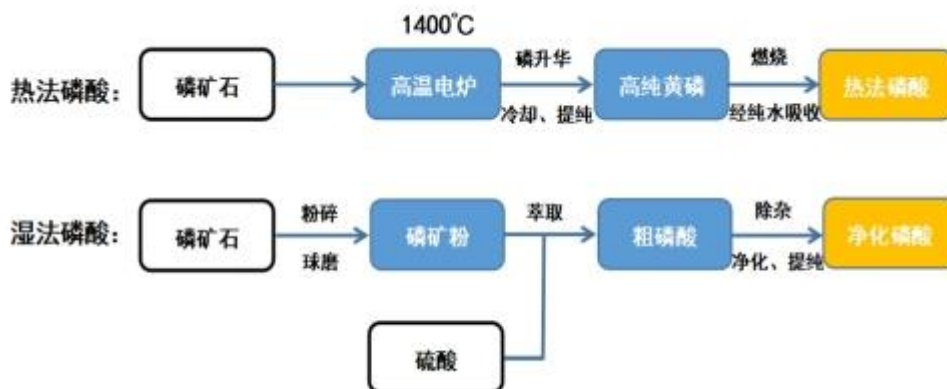 1400℃
热法磷酸：
磷矿石
高温电炉
磷升华
冷却、提纯
高纯黄磷
燃烧
经纯水吸收
热法磷酸
湿法磷酸：
磷矿石
粉碎
球磨
磷矿粉
萃取
粗磷酸
除杂
净化、提纯
净化磷酸
硫酸